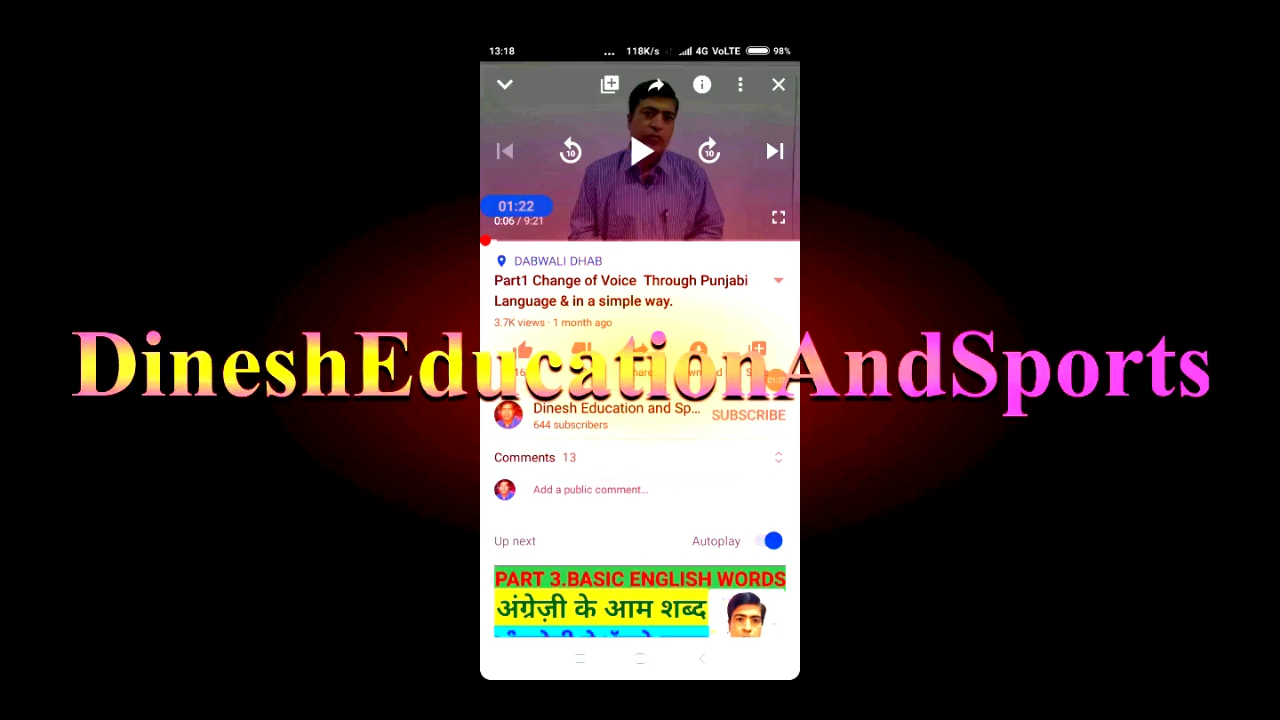 13:18 ... 118K/s 4G VoLTE 98%
10 10
01:22
0:06 / 9:21
DABWALI DHAB
Part1 Change of Voice Through Punjabi
Language & in a simple way.
3.7K views · 1 month ago
DineshEducationAndSports
Dinesh Education and Sp...
SUBSCRIBE
644 subscribers
Comments 13
Add a public comment...
Up next Autoplay
PART 3.BASIC ENGLISH WORDS
अंग्रेज़ी के आम शब्द